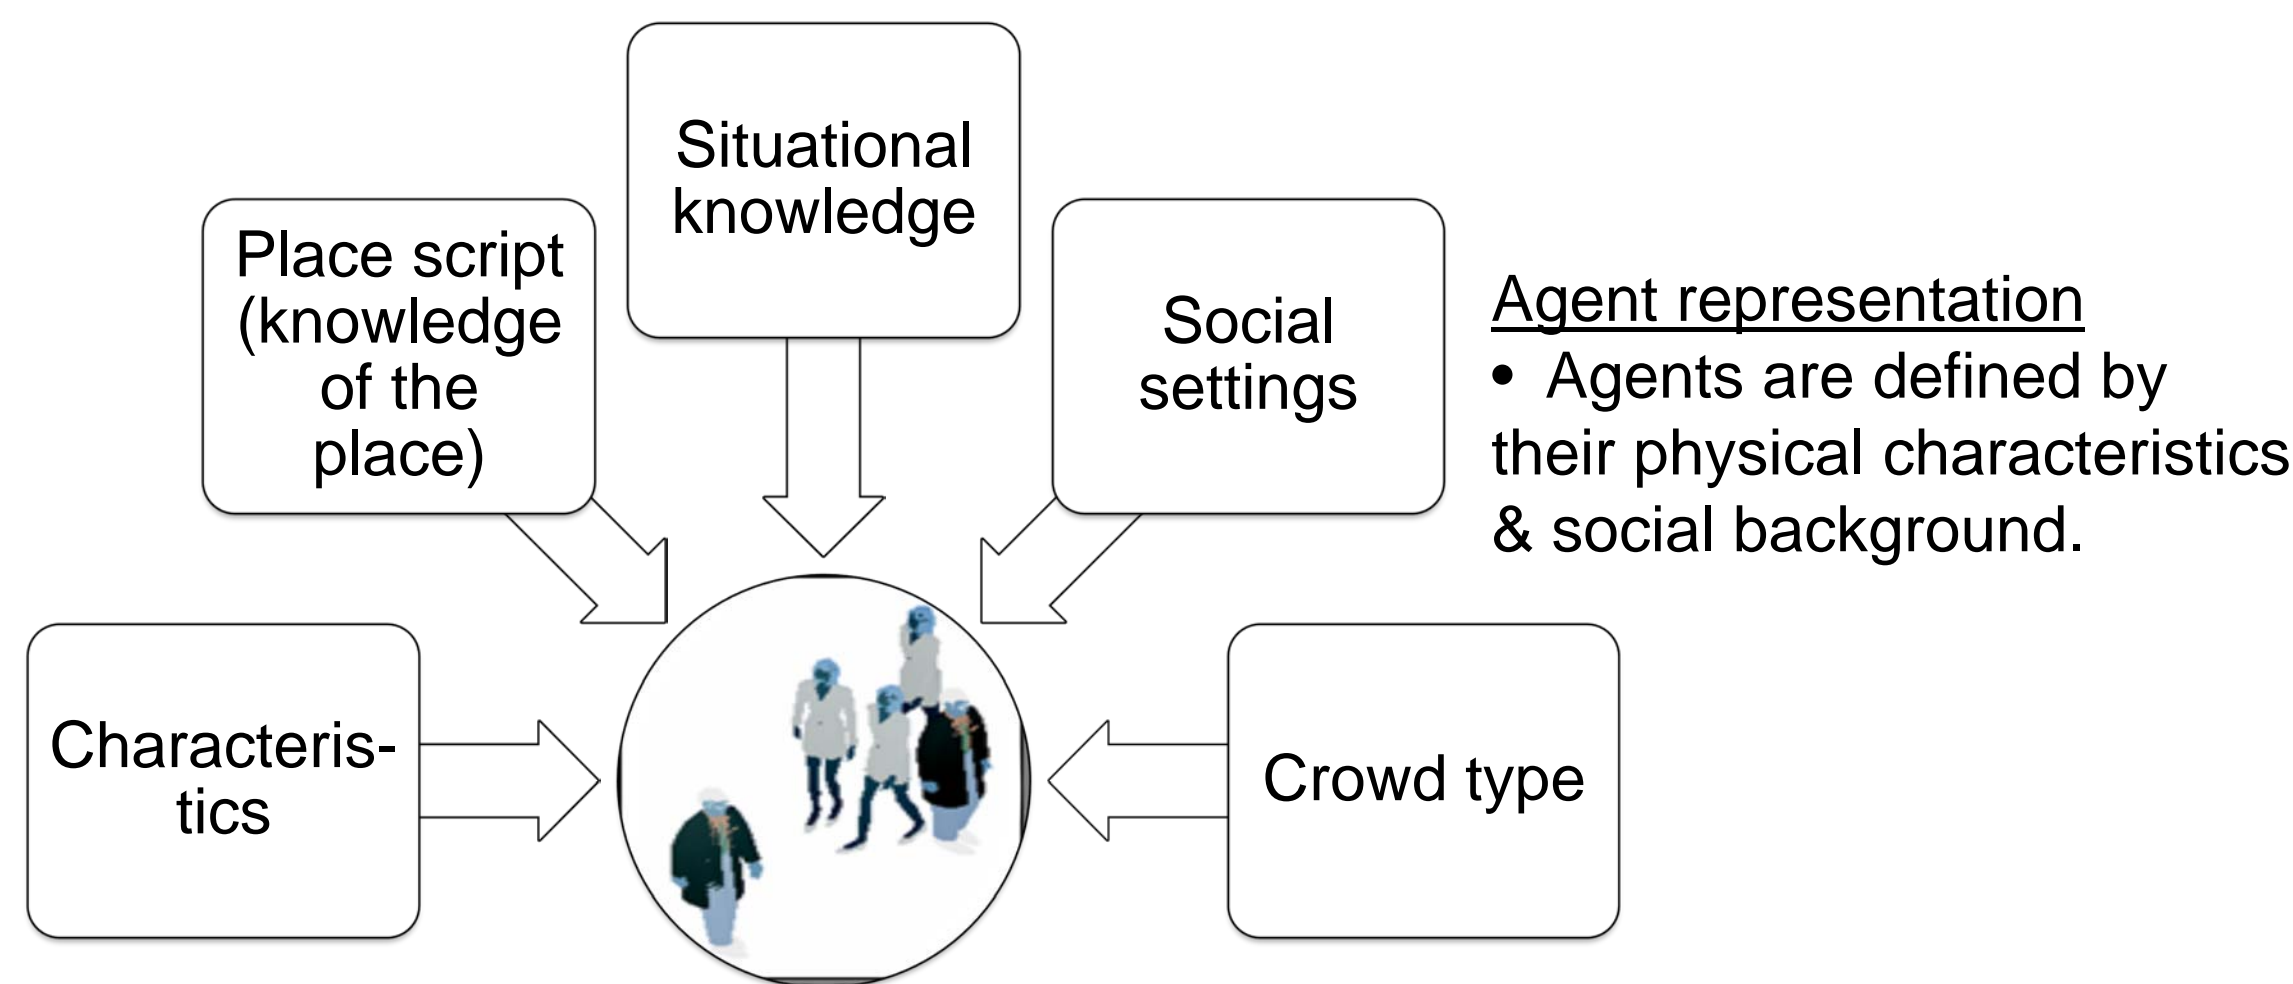 Situational
knowledge
Place script
(knowledge
of the
place)
Social
settings
Characteris-
tics
Crowd type
Agent representation
• Agents are defined by
their physical characteristics
& social background.